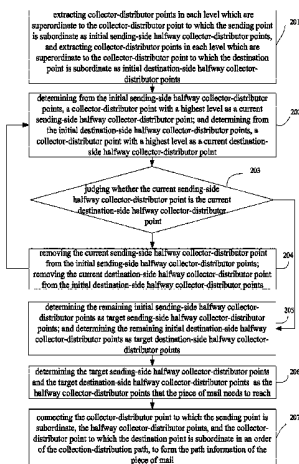 extracting collector-distributor points in each level which are
superordinate to the collector-distributor point to which the sending point
is subordinate as initial sending-side halfway collector-distributor points,
and extracting collector-distributor points in each level which are
superordinate to the collector-distributor point to which the destination
point is subordinate as initial destination-side halfway collector-
distributor points
201
determining from the initial sending-side halfway collector-distributor
points, a collector-distributor point with a highest level as a current
sending-side halfway collector-distributor point; and determining from
the initial destination-side halfway collector-distributor points, a
collector-distributor point with a highest level as a current destination-
side halfway collector-distributor point
202
203
judging whether the current sending-side
halfway collector-distributor point is the current
destination-side halfway collector-distributor
point
removing the current sending-side halfway collector-distributor point
from the initial sending-side halfway collector-distributor points;
removing the current destination-side halfway collector-distributor point
from the initial destination-side halfway collector-distributor points
204
determining the remaining initial sending-side halfway collector-
distributor points as target sending-side halfway collector-distributor
points; and determining the remaining initial destination-side halfway
collector-distributor points as target destination-side halfway collector-
distributor points
205
determining the target sending-side halfway collector-distributor points
and the target destination-side halfway collector-distributor points as the
halfway collector-distributor points that the piece of mail needs to reach
206
connecting the collector-distributor point to which the sending point is
subordinate, the halfway collector-distributor points, and the collector-
distributor point to which the destination point is subordinate in an order
of the collection-distribution path, to form the path information of the
piece of mail
207